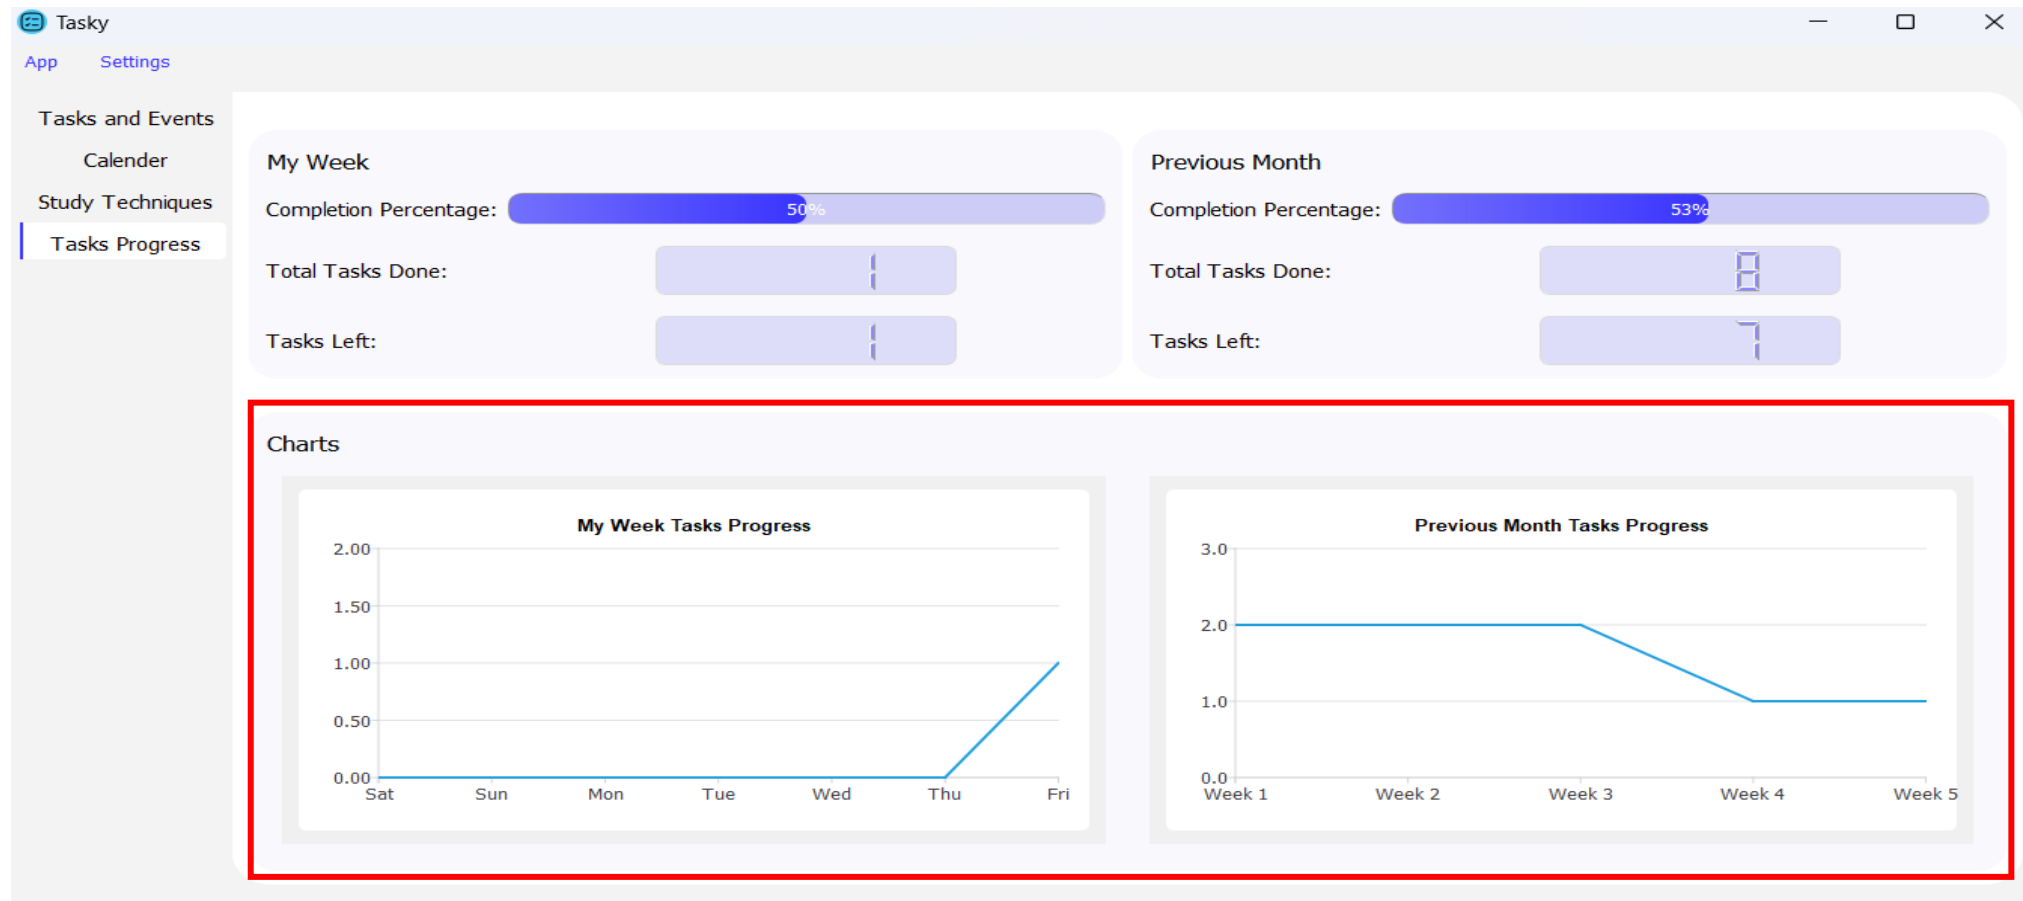 Tasky
App Settings
Tasks and Events
Calender
Study Techniques
Tasks Progress
My Week
Completion Percentage: 50%
Total Tasks Done: 1
Tasks Left: 1
Previous Month
Completion Percentage: 53%
Total Tasks Done: 8
Tasks Left: 7
Charts
My Week Tasks Progress
2.00
1.50
1.00
0.50
0.00
Sat Sun Mon Tue Wed Thu Fri
Previous Month Tasks Progress
3.0
2.0
1.0
0.0
Week 1 Week 2 Week 3 Week 4 Week 5